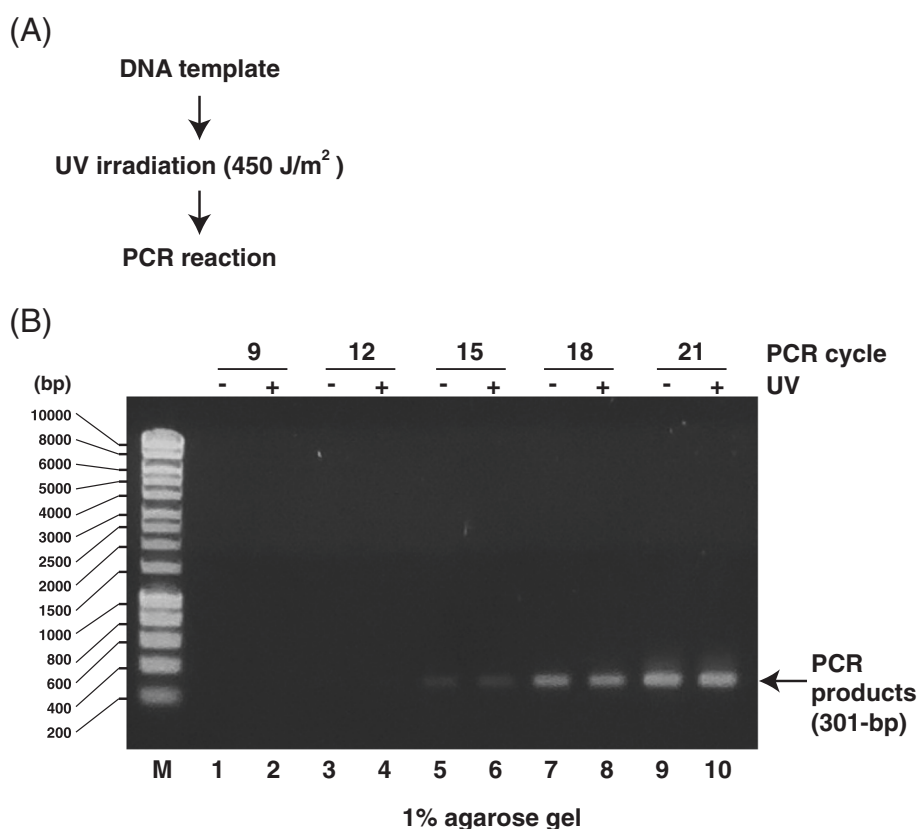 (A)
DNA template
UV irradiation (450 J/m²)
PCR reaction
(B)
9 12 15 18 21 PCR cycle
(bp) - + - + - + - + - + UV
10000
8000
6000
5000
4000
3000
2500
2000
1500
1000
800
600
400
200
PCR
products
(301-bp)
M 1 2 3 4 5 6 7 8 9 10
1% agarose gel